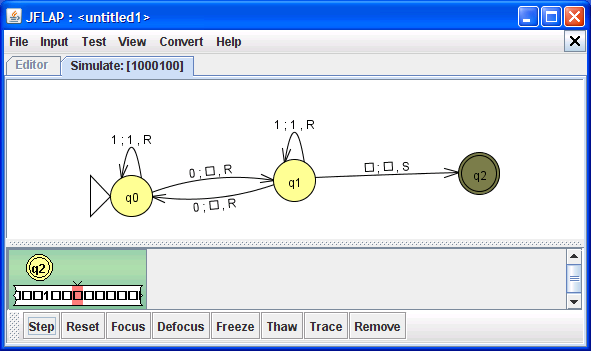 JFLAP : <untitled1>
File Input Test View Convert Help
Editor Simulate: [1000100]
1 ; 1 , R
1 ; 1 , R
0 ; □ , R
□ ; □ , S
q0
q1
q2
0 ; □ , R
q2
□□□1□□□□□□□□
Step Reset Focus Defocus Freeze Thaw Trace Remove